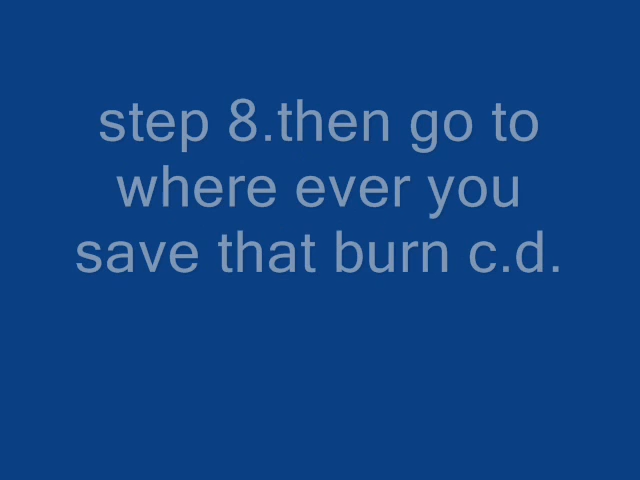 step 8.then go to
where ever you
save that burn c.d.